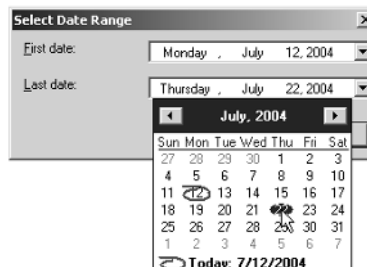 Select Date Range
First date:
Monday , July 12, 2004
Last date:
Thursday , July 22, 2004
July, 2004
Sun Mon Tue Wed Thu Fri Sat
27 28 29 30 1 2 3
4 5 6 7 8 9 10
11 12 13 14 15 16 17
18 19 20 21 22 23 24
25 26 27 28 29 30 31
1 2 3 4 5 6 7
Today: 7/12/2004